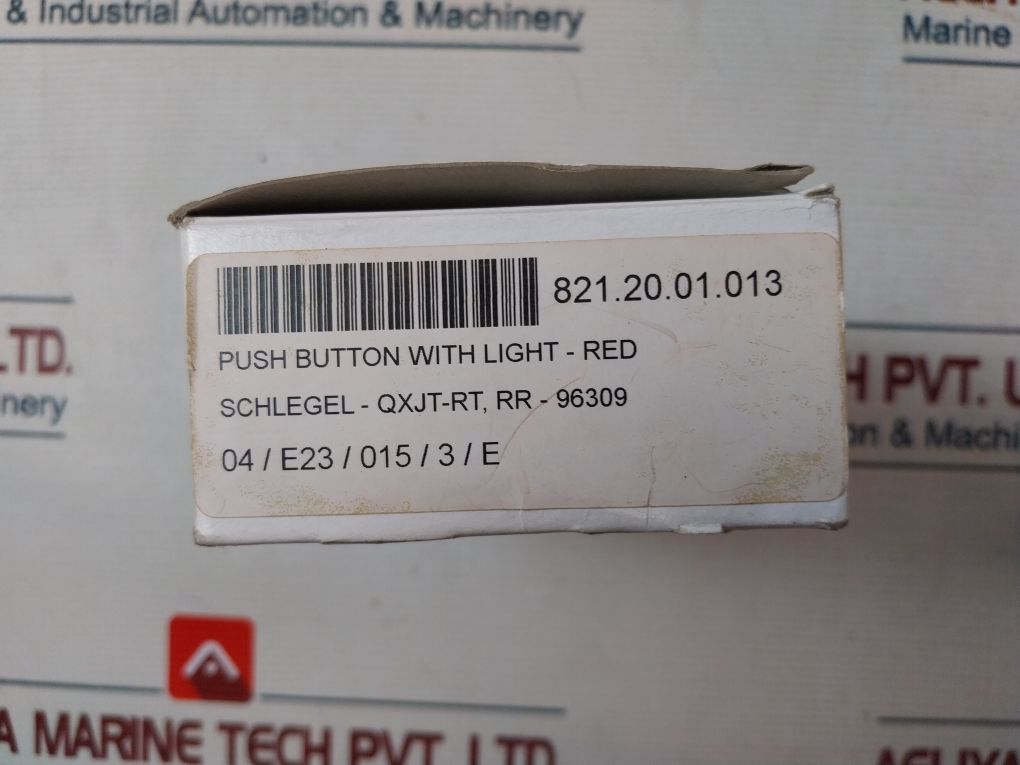 & Industrial Automation & Machinery
Marine
821.20.01.013
PUSH BUTTON WITH LIGHT - RED
SCHLEGEL - QXJT-RT, RR - 96309
04 / E23 / 015 / 3 / E
LTD.
nery
H PVT.
on & Machi
A MARINE TECH PVT. LTD.